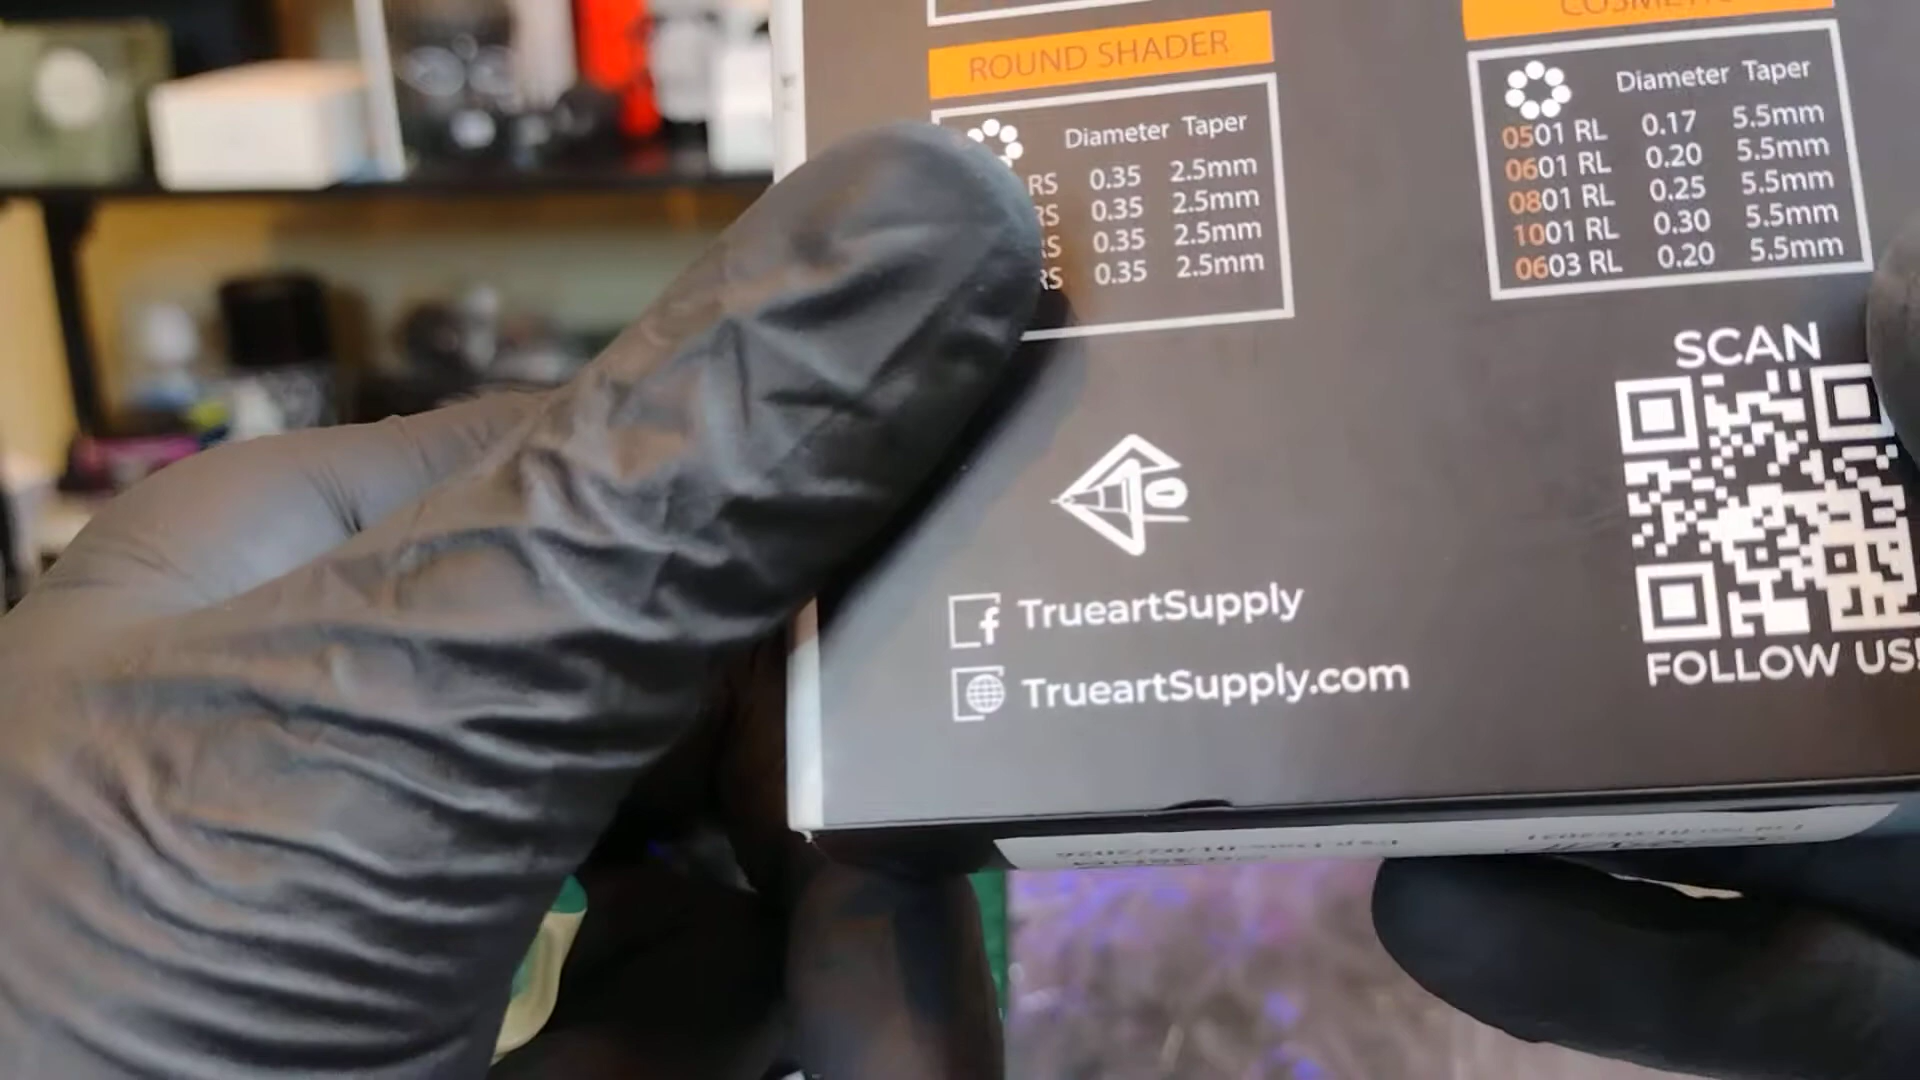 ROUND SHADER
Diameter Taper
RS 0.35 2.5mm
RS 0.35 2.5mm
RS 0.35 2.5mm
RS 0.35 2.5mm
Diameter Taper
0501 RL 0.17 5.5mm
0601 RL 0.20 5.5mm
0801 RL 0.25 5.5mm
1001 RL 0.30 5.5mm
0603 RL 0.20 5.5mm
SCAN
FOLLOW US!
TrueartSupply
TrueartSupply.com